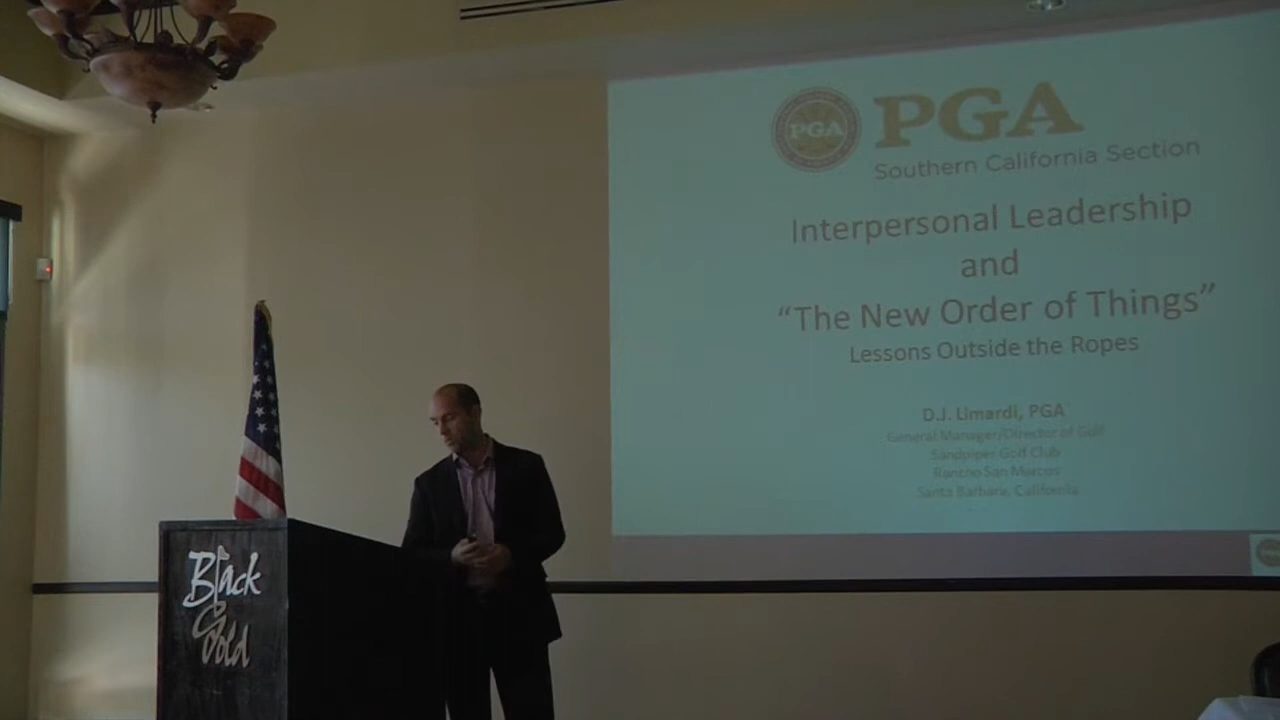 PGA
PGA
Southern California Section
Interpersonal Leadership
and
“The New Order of Things”
Lessons Outside the Ropes
D.J. Limardi, PGA
General Manager/Director of Golf
Sandpiper Golf Club
Rancho San Marcos
Santa Barbara, California
Black
Gold